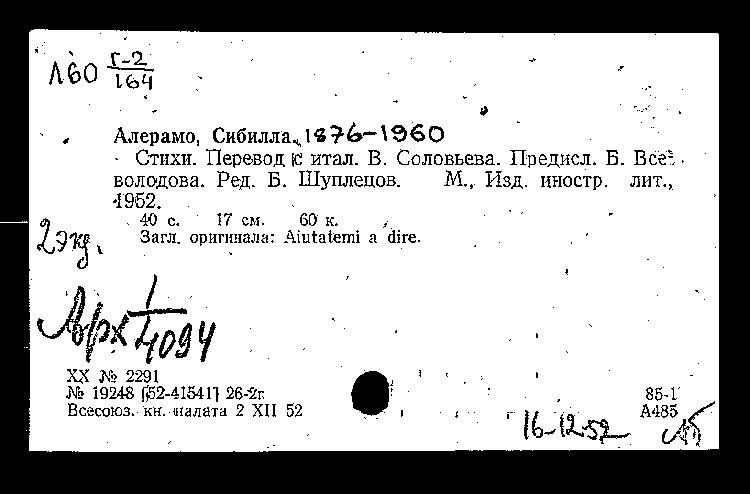 Л60 Г-2/164
Алерамо, Сибилла, 1876-1960
Стихи. Перевод с итал. В. Соловьева. Предисл. Б. Все-
володова. Ред. Б. Шуплецов. М., Изд. иностр. лит.,
1952.
40 с. 17 см. 60 к.
2 экз.
Загл. оригинала: Aiutatemi a dire.
Арх 1/4094
XX № 2291
№ 19248 [52-41541] 26-2г.
85-1
Всесоюз. кн. палата 2 XII 52
А485
16-12-52